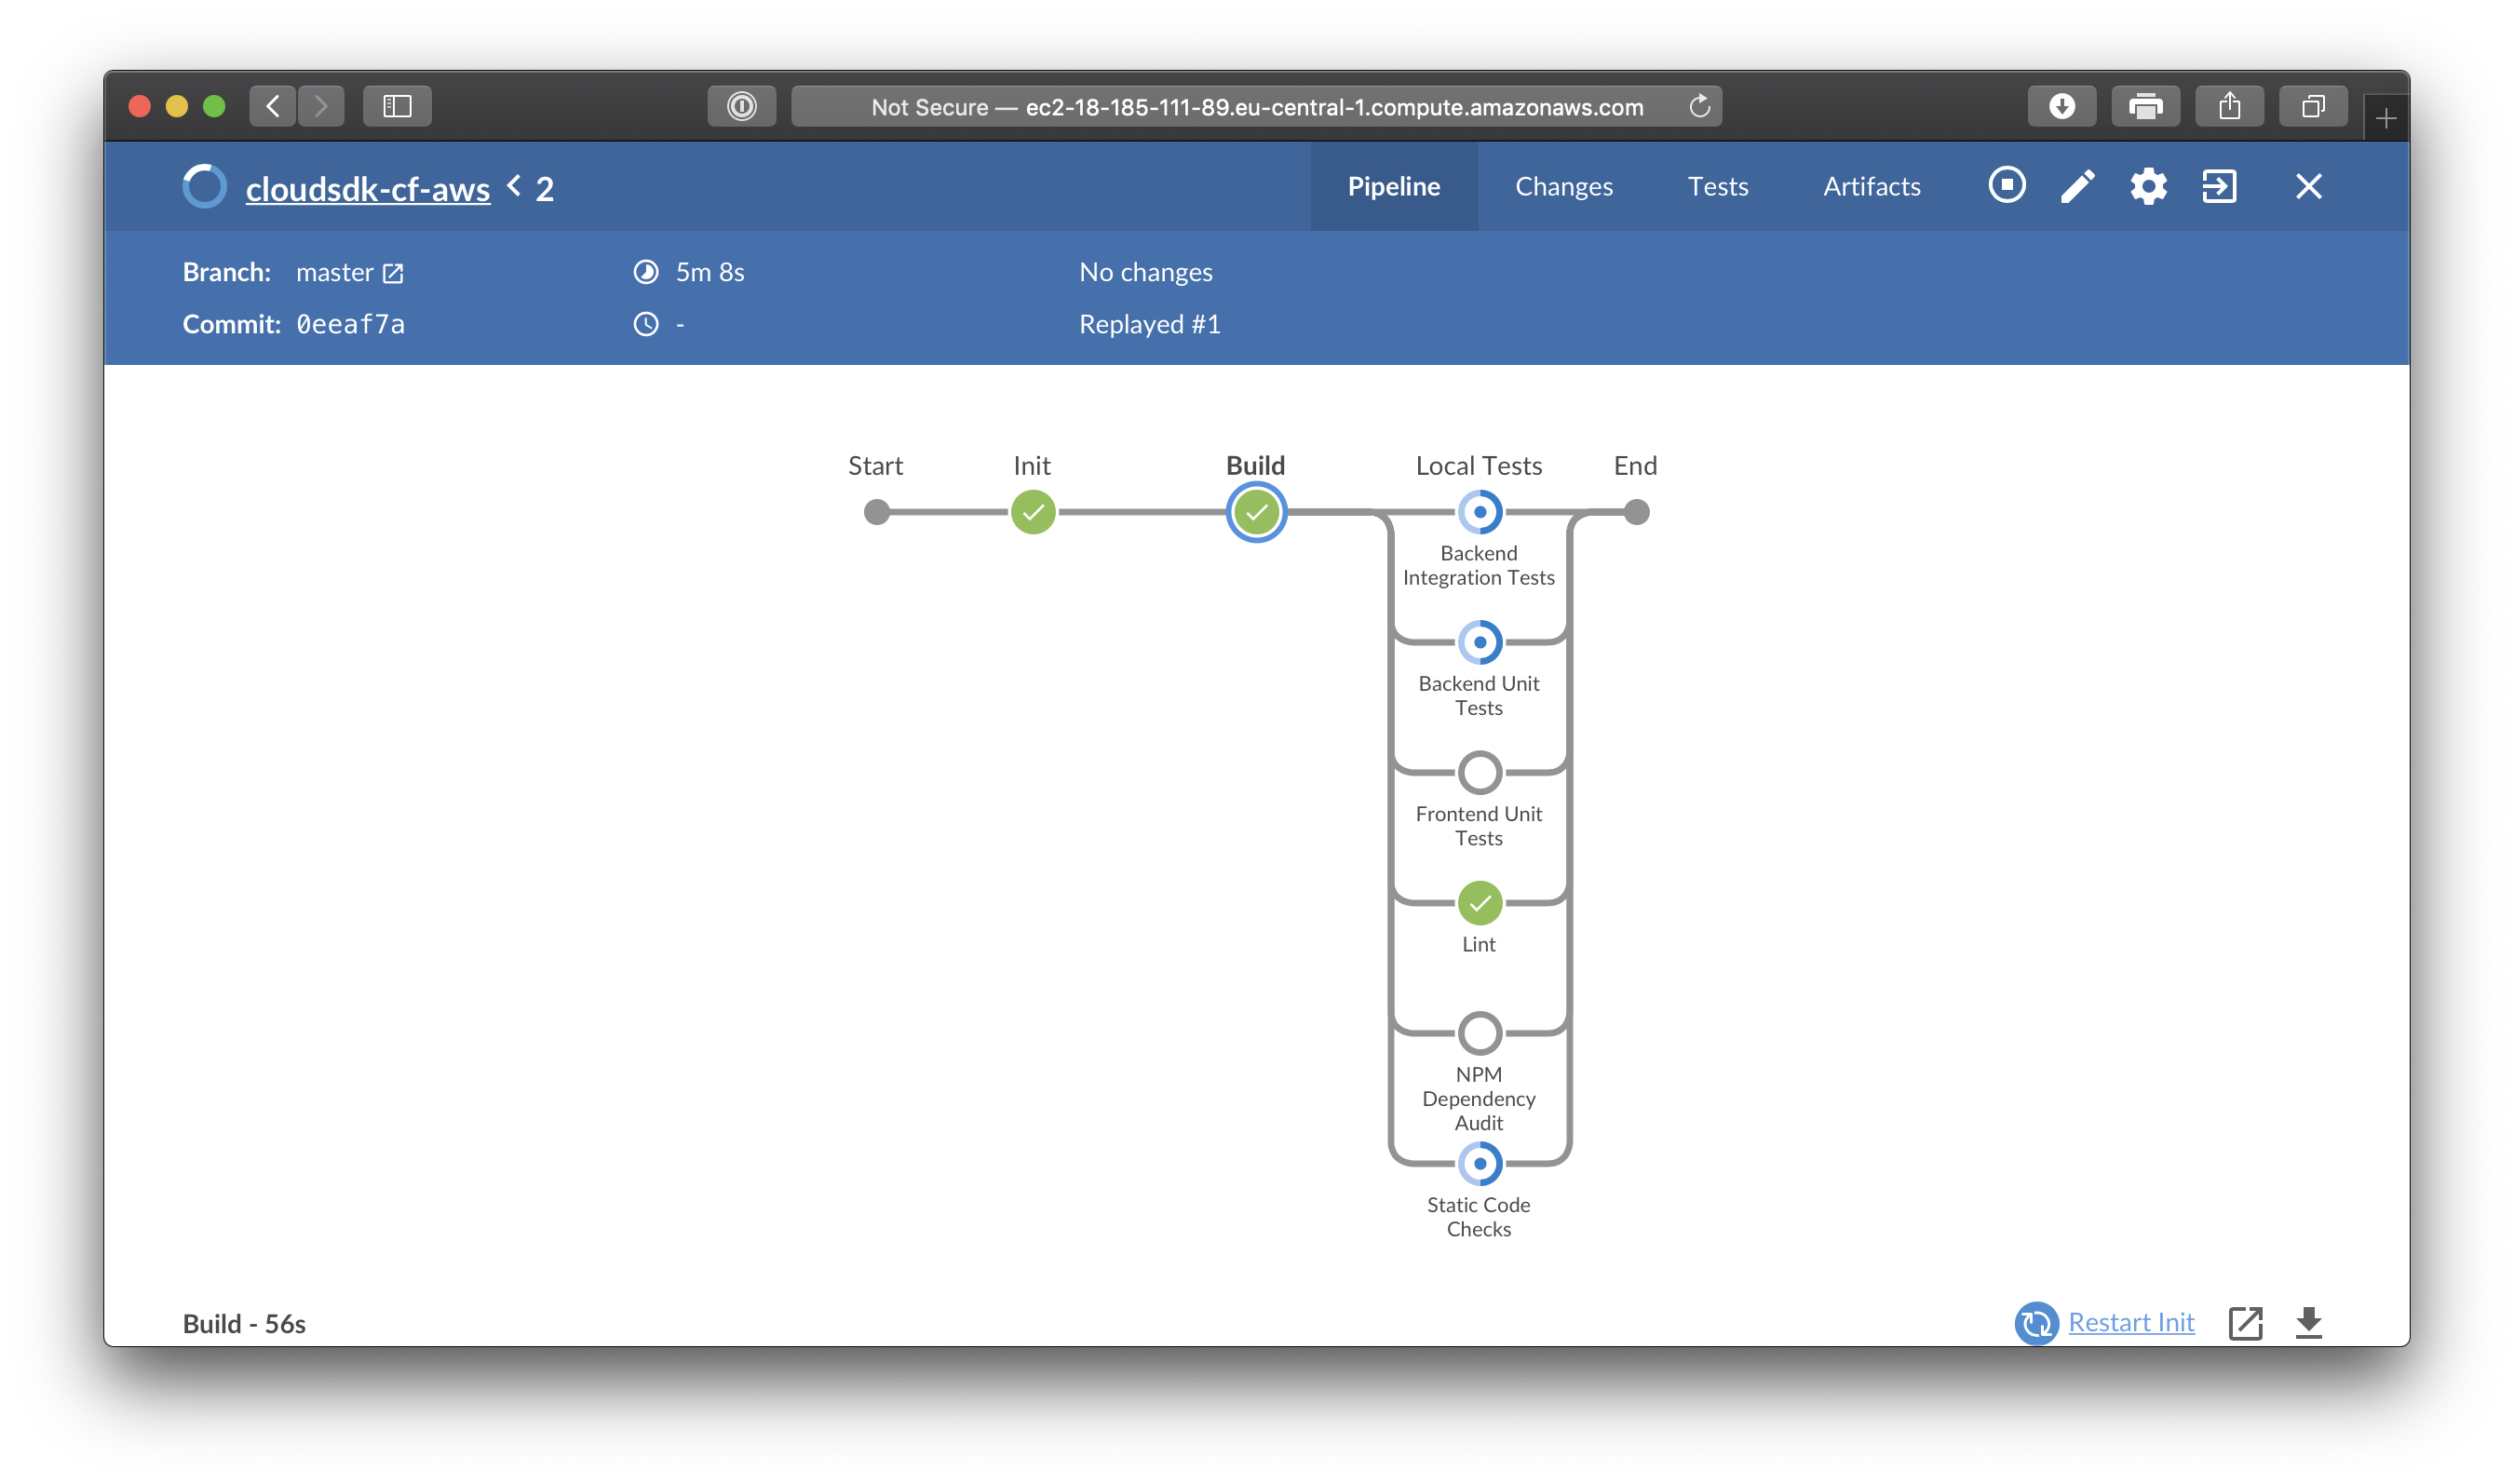 Not Secure — ec2-18-185-111-89.eu-central-1.compute.amazonaws.com
cloudsdk-cf-aws < 2
Pipeline
Changes
Tests
Artifacts
Branch: master
5m 8s
No changes
Commit: 0eeaf7a
-
Replayed #1
Start
Init
Build
Local Tests
End
Backend
Integration Tests
Backend Unit
Tests
Frontend Unit
Tests
Lint
NPM
Dependency
Audit
Static Code
Checks
Build - 56s
Restart Init